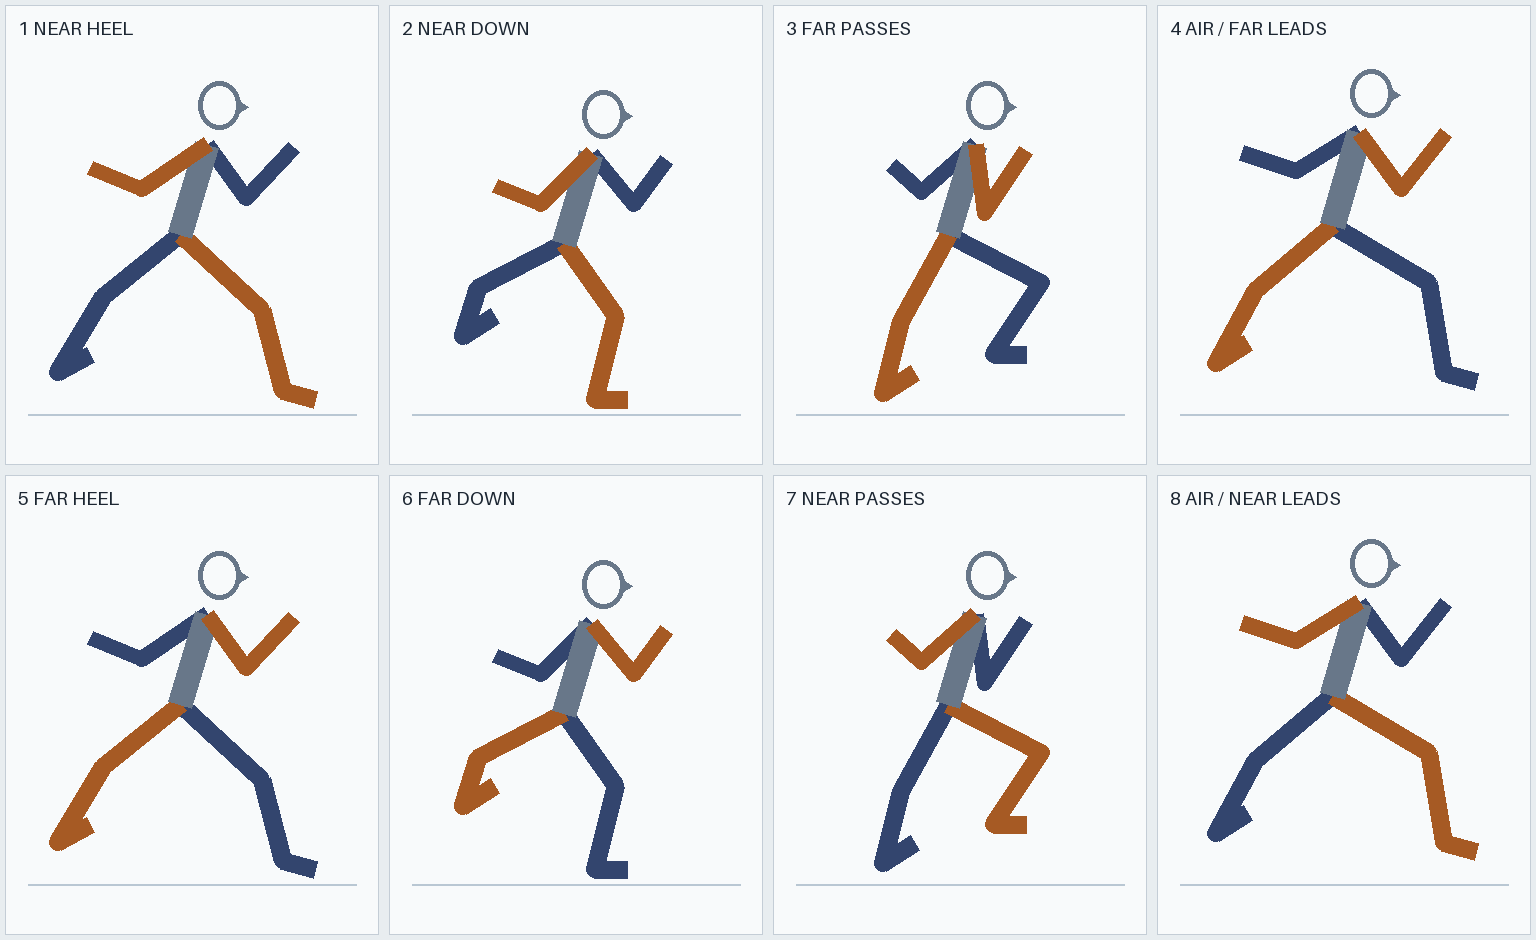 1 NEAR HEEL
2 NEAR DOWN
3 FAR PASSES
4 AIR / FAR LEADS
5 FAR HEEL
6 FAR DOWN
7 NEAR PASSES
8 AIR / NEAR LEADS